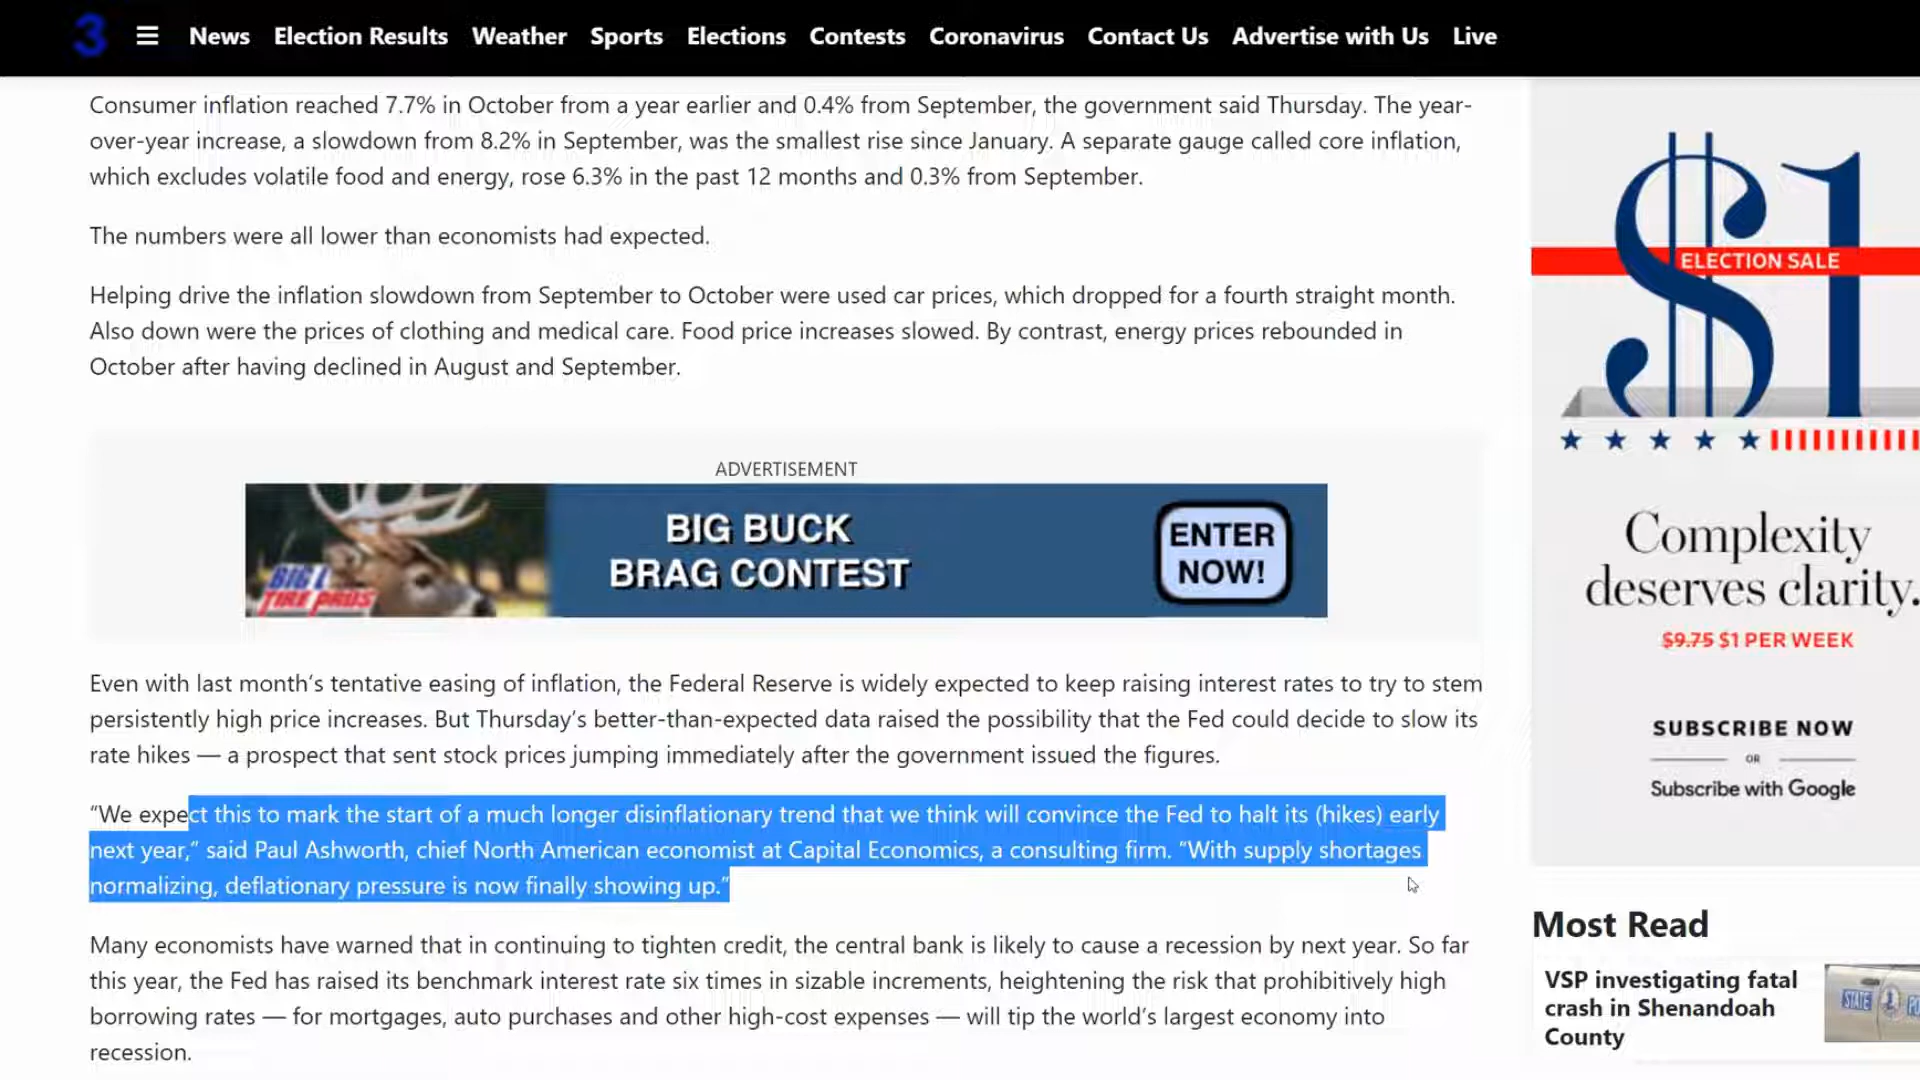 3 News Election Results Weather Sports Elections Contests Coronavirus Contact Us Advertise with Us Live
Consumer inflation reached 7.7% in October from a year earlier and 0.4% from September, the government said Thursday. The year-
over-year increase, a slowdown from 8.2% in September, was the smallest rise since January. A separate gauge called core inflation,
which excludes volatile food and energy, rose 6.3% in the past 12 months and 0.3% from September.
The numbers were all lower than economists had expected.
Helping drive the inflation slowdown from September to October were used car prices, which dropped for a fourth straight month.
Also down were the prices of clothing and medical care. Food price increases slowed. By contrast, energy prices rebounded in
October after having declined in August and September.
ADVERTISEMENT
BIG L
TIRE PROS
BIG BUCK
BRAG CONTEST
ENTER
NOW!
Even with last month’s tentative easing of inflation, the Federal Reserve is widely expected to keep raising interest rates to try to stem
persistently high price increases. But Thursday’s better-than-expected data raised the possibility that the Fed could decide to slow its
rate hikes — a prospect that sent stock prices jumping immediately after the government issued the figures.
“We expect this to mark the start of a much longer disinflationary trend that we think will convince the Fed to halt its (hikes) early
next year,” said Paul Ashworth, chief North American economist at Capital Economics, a consulting firm. “With supply shortages
normalizing, deflationary pressure is now finally showing up.”
Many economists have warned that in continuing to tighten credit, the central bank is likely to cause a recession by next year. So far
this year, the Fed has raised its benchmark interest rate six times in sizable increments, heightening the risk that prohibitively high
borrowing rates — for mortgages, auto purchases and other high-cost expenses — will tip the world’s largest economy into
recession.
$1
ELECTION SALE
Complexity
deserves clarity.
$9.75 $1 PER WEEK
SUBSCRIBE NOW
OR
Subscribe with Google
Most Read
VSP investigating fatal
crash in Shenandoah
County
STATE